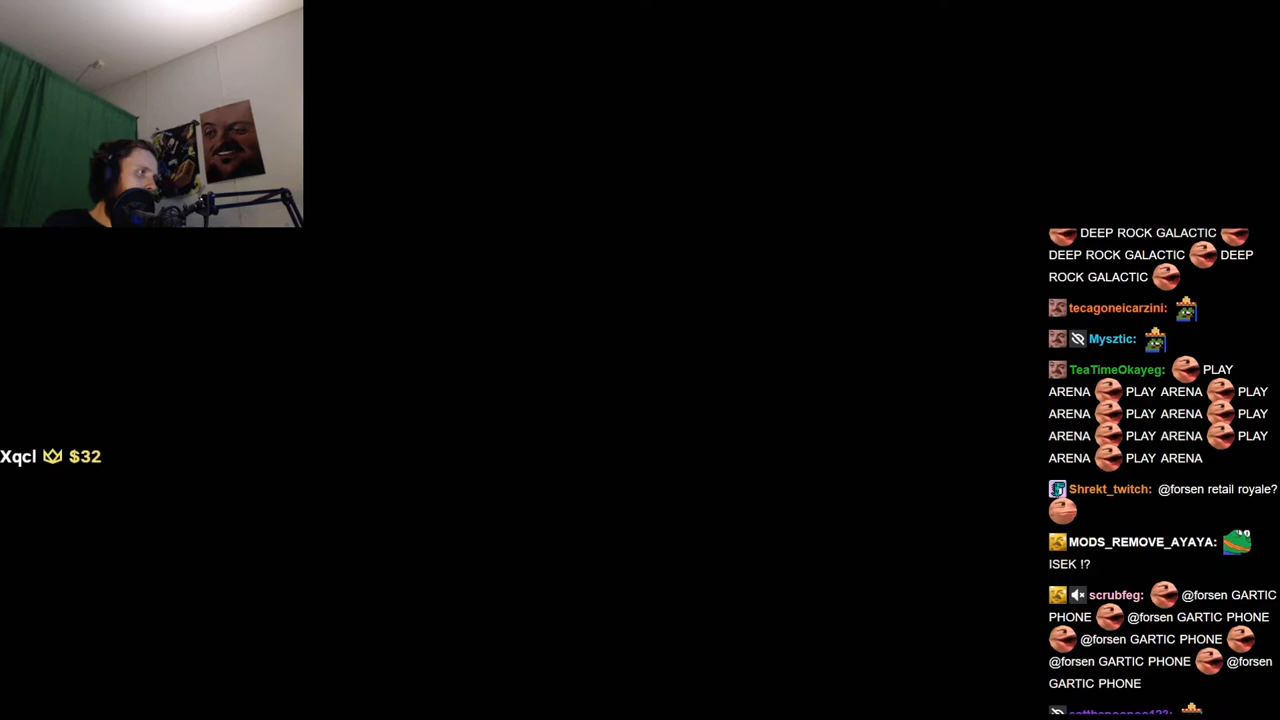 DEEP ROCK GALACTIC
DEEP ROCK GALACTIC DEEP
ROCK GALACTIC
tecagoneicarzini:
Mysztic:
TeaTimeOkayeg: PLAY
ARENA PLAY ARENA PLAY
ARENA PLAY ARENA PLAY
ARENA PLAY ARENA PLAY
ARENA PLAY ARENA
Xqcl $32
Shrekt_twitch: @forsen retail royale?
MODS_REMOVE_AYAYA:
ISEK !?
scrubfeg: @forsen GARTIC
PHONE @forsen GARTIC PHONE
@forsen GARTIC PHONE
@forsen GARTIC PHONE @forsen
GARTIC PHONE